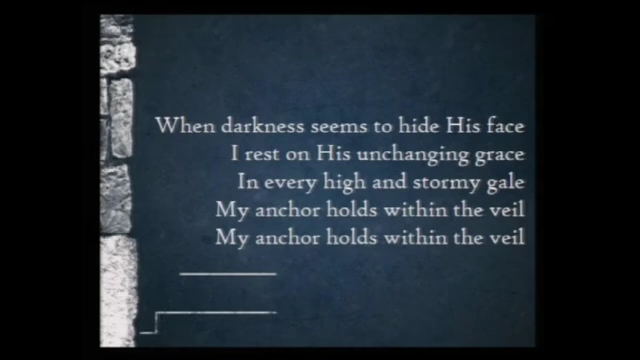 When darkness seems to hide His face
I rest on His unchanging grace
In every high and stormy gale
My anchor holds within the veil
My anchor holds within the veil